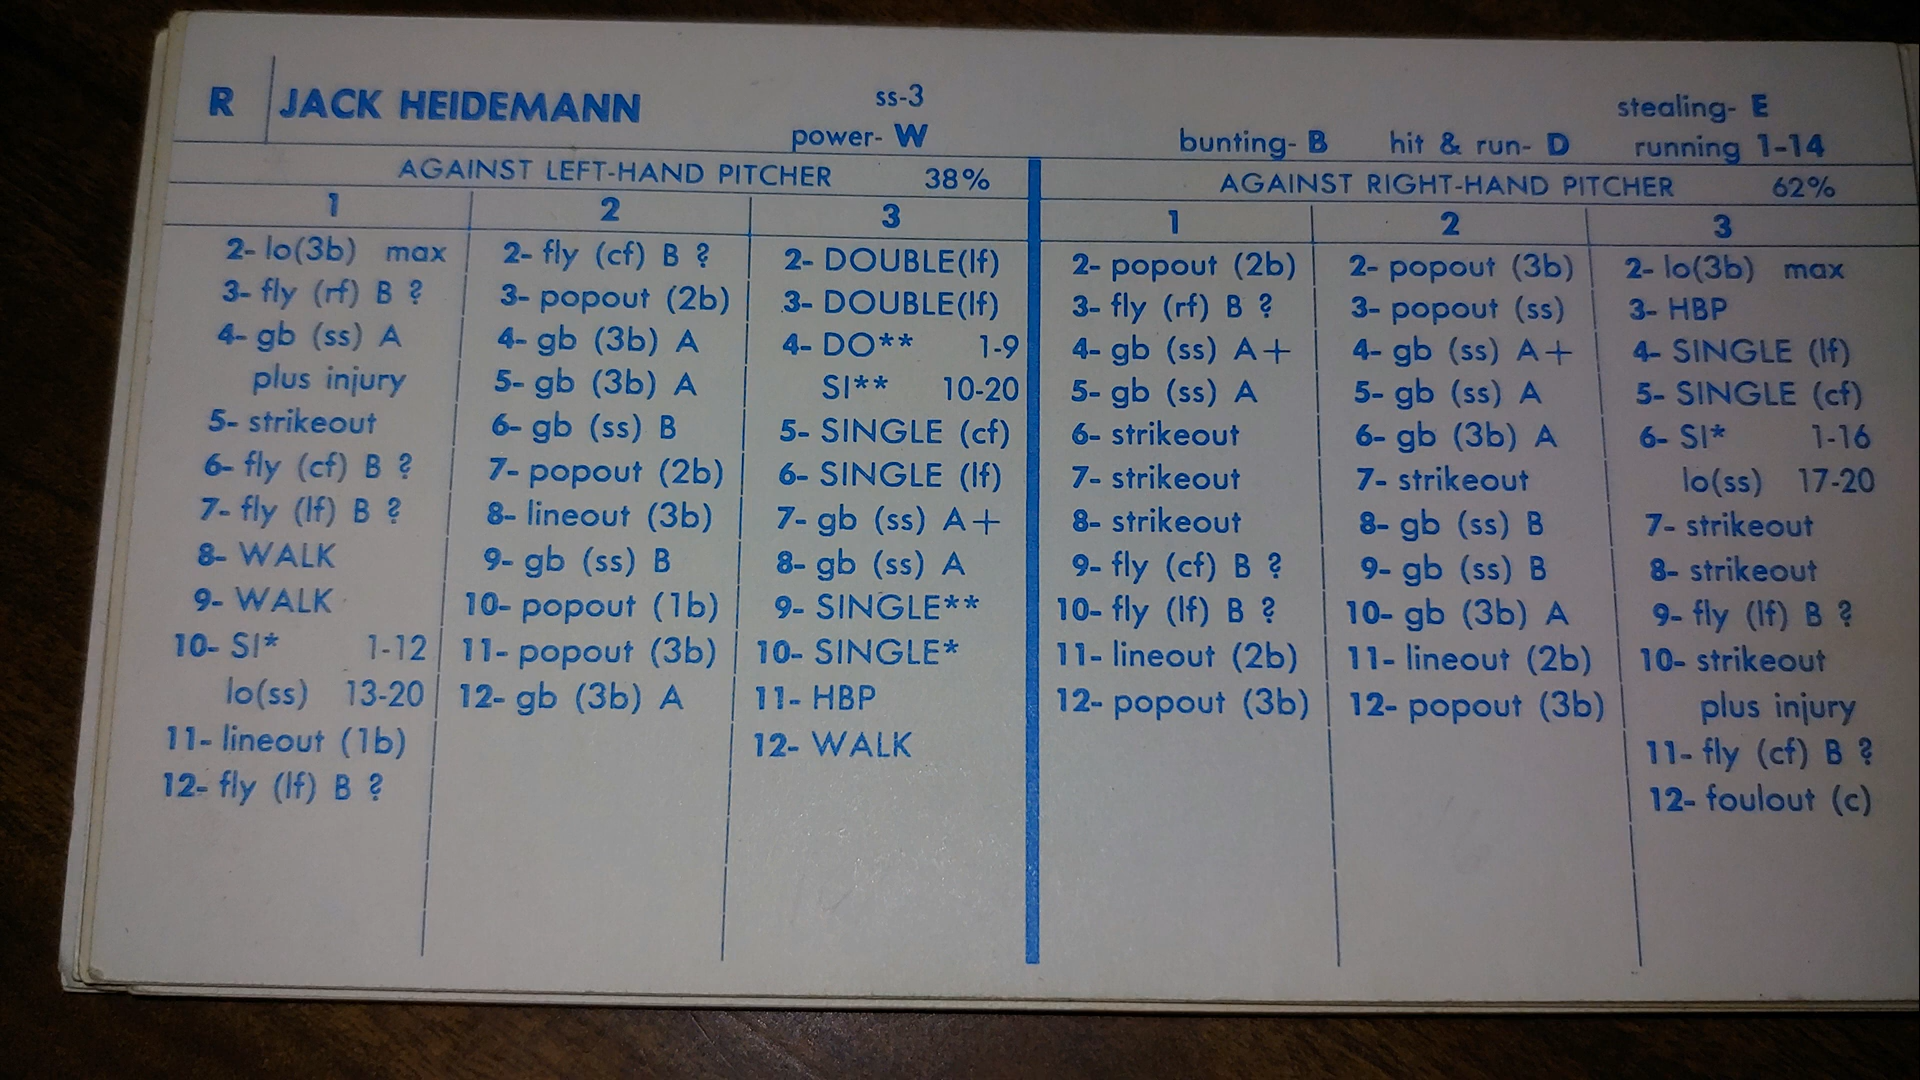 R JACK HEIDEMANN ss-3 stealing- E
power- W bunting- B hit & run- D running 1-14
AGAINST LEFT-HAND PITCHER 38%
1 2 3
2- lo(3b) max
3- fly (rf) B ?
4- gb (ss) A
plus injury
5- strikeout
6- fly (cf) B ?
7- fly (lf) B ?
8- WALK
9- WALK
10- SI* 1-12
lo(ss) 13-20
11- lineout (1b)
12- fly (lf) B ?
2- fly (cf) B ?
3- popout (2b)
4- gb (3b) A
5- gb (3b) A
6- gb (ss) B
7- popout (2b)
8- lineout (3b)
9- gb (ss) B
10- popout (1b)
11- popout (3b)
12- gb (3b) A
2- DOUBLE(lf)
3- DOUBLE(lf)
4- DO** 1-9
SI** 10-20
5- SINGLE (cf)
6- SINGLE (lf)
7- gb (ss) A+
8- gb (ss) A
9- SINGLE**
10- SINGLE*
11- HBP
12- WALK
AGAINST RIGHT-HAND PITCHER 62%
1 2 3
2- popout (2b)
3- fly (rf) B ?
4- gb (ss) A+
5- gb (ss) A
6- strikeout
7- strikeout
8- strikeout
9- fly (cf) B ?
10- fly (lf) B ?
11- lineout (2b)
12- popout (3b)
2- popout (3b)
3- popout (ss)
4- gb (ss) A+
5- gb (ss) A
6- gb (3b) A
7- strikeout
8- gb (ss) B
9- gb (ss) B
10- gb (3b) A
11- lineout (2b)
12- popout (3b)
2- lo(3b) max
3- HBP
4- SINGLE (lf)
5- SINGLE (cf)
6- SI* 1-16
lo(ss) 17-20
7- strikeout
8- strikeout
9- fly (lf) B ?
10- strikeout
plus injury
11- fly (cf) B ?
12- foulout (c)